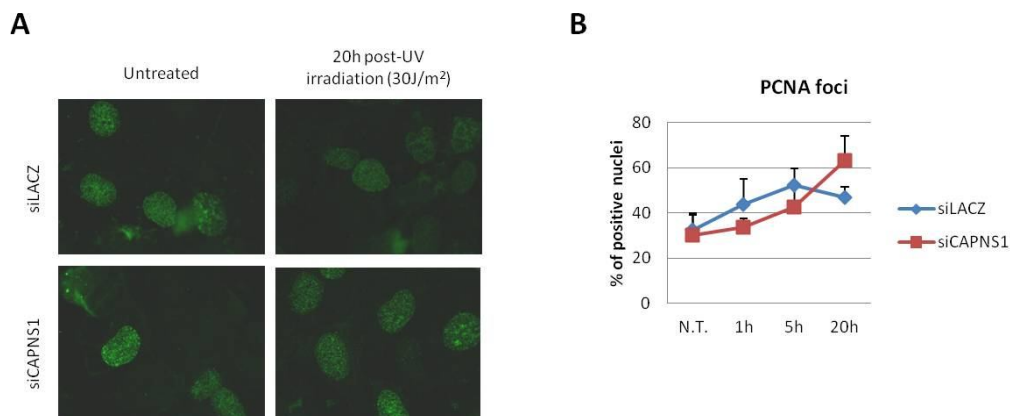 A
Untreated
20h post-UV
irradiation (30J/m²)
siLACZ
siCAPNS1
B
PCNA foci
% of positive nuclei
80
60
40
20
0
N.T. 1h 5h 20h
siLACZ
siCAPNS1